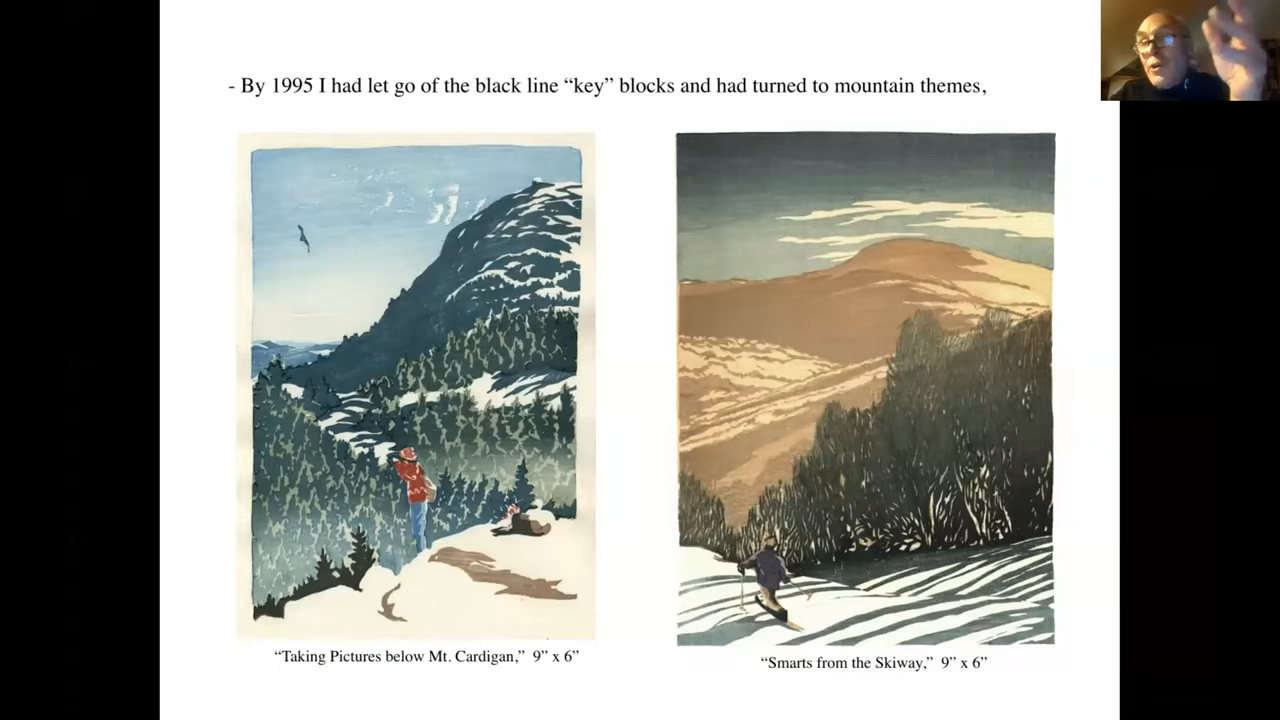 - By 1995 I had let go of the black line “key” blocks and had turned to mountain themes,
“Taking Pictures below Mt. Cardigan,”  9” x 6”
“Smarts from the Skiway,”  9” x 6”